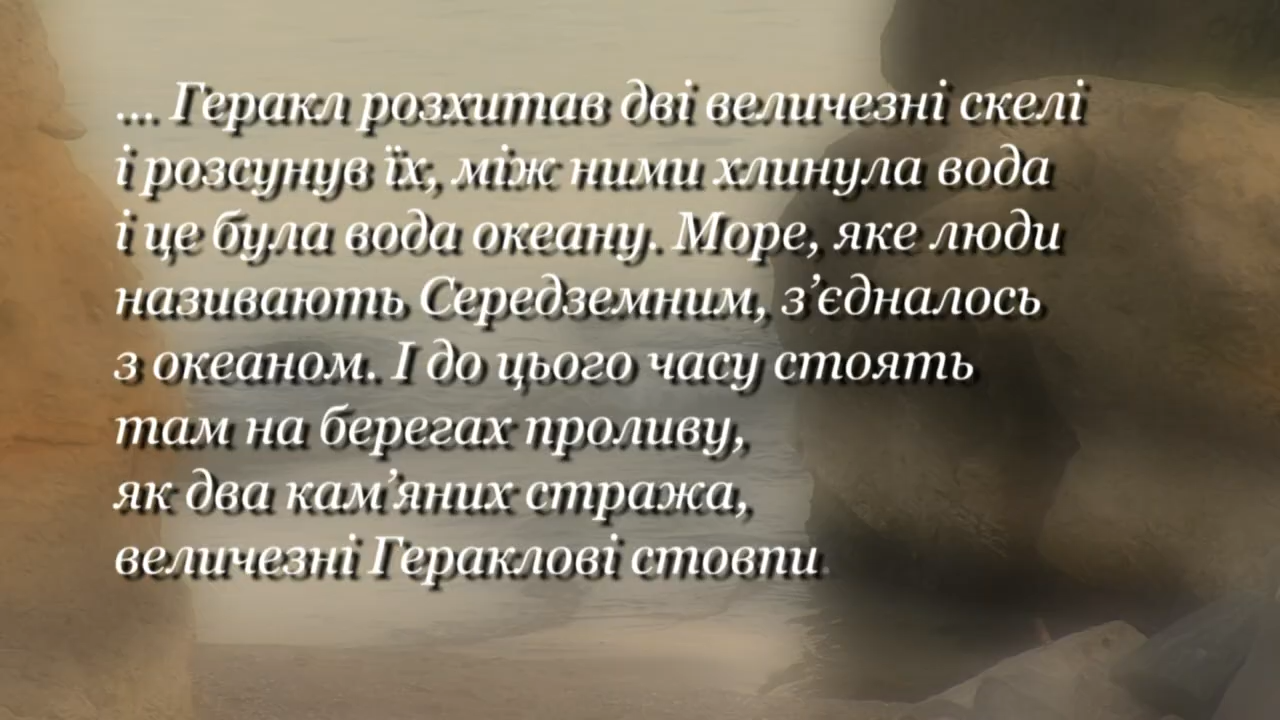 ... Геракл розхитав дві величезні скелі
і розсунув їх, між ними хлинула вода
і це була вода океану. Море, яке люди
називають Середземним, з’єдналось
з океаном. І до цього часу стоять
там на берегах проливу,
як два кам’яних стража,
величезні Гераклові стовпи.